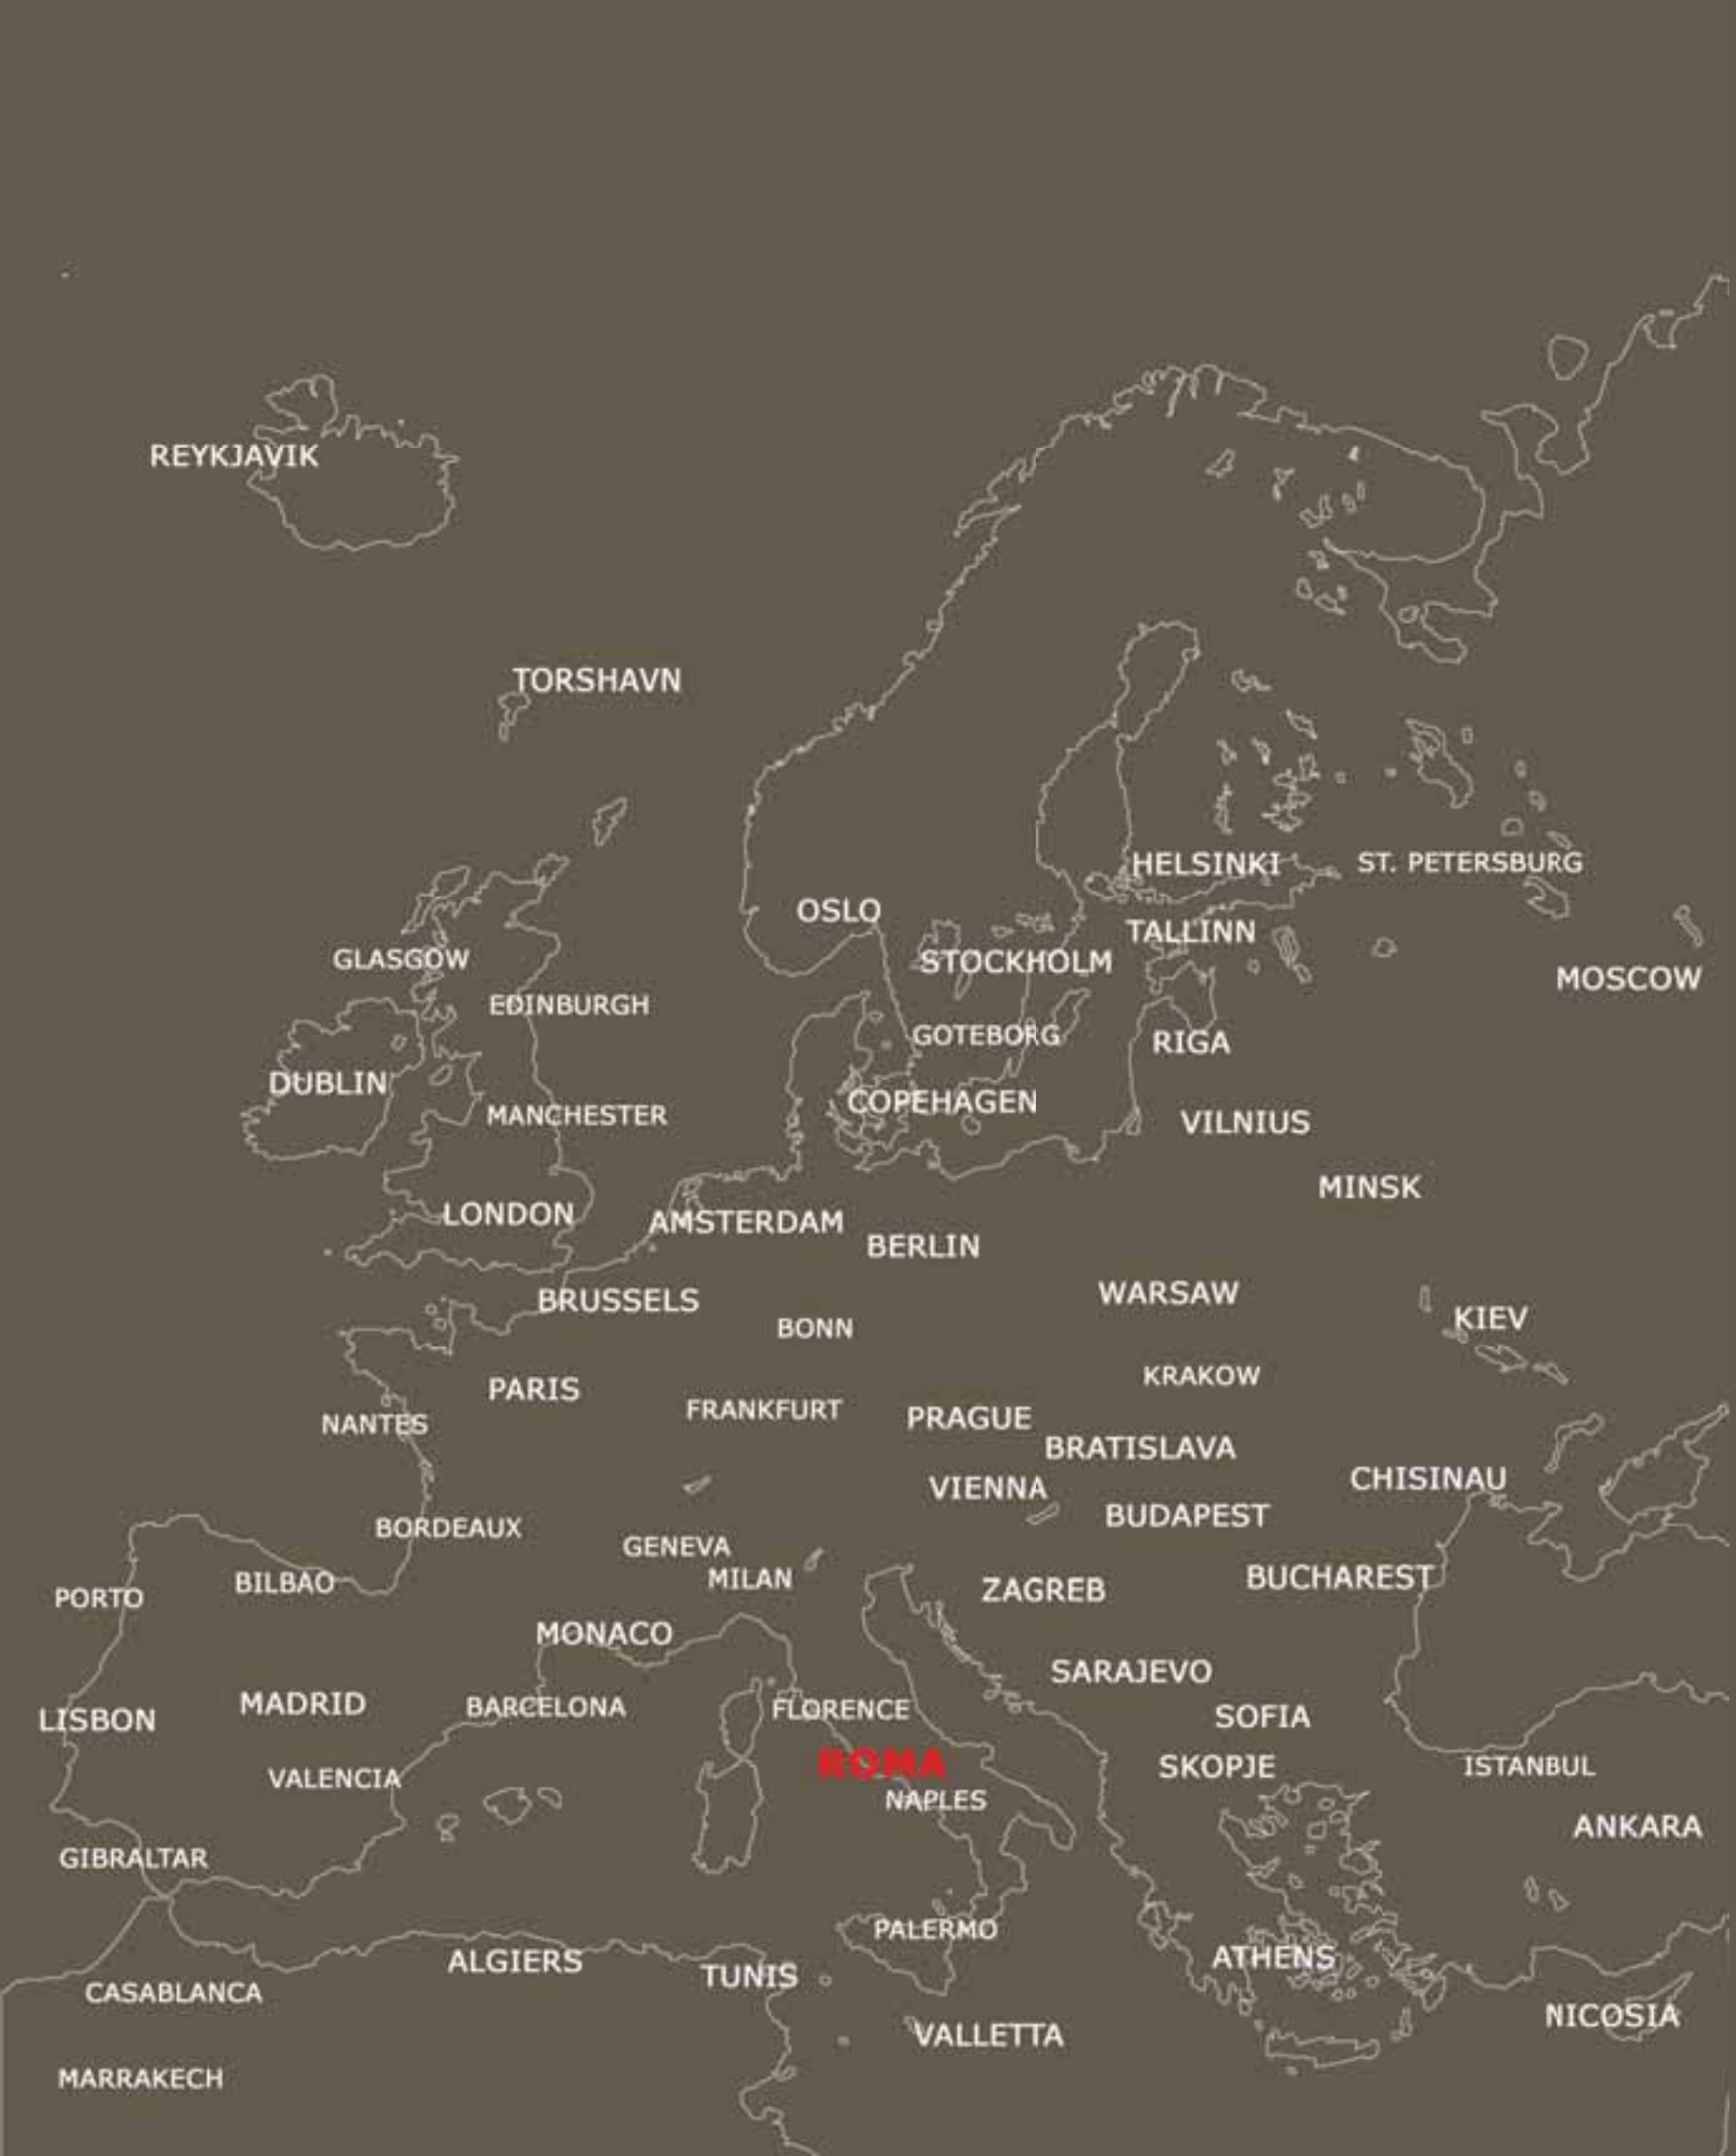 REYKJAVIK
TORSHAVN
HELSINKI
ST. PETERSBURG
OSLO
TALLINN
GLASGOW
STOCKHOLM
MOSCOW
EDINBURGH
GOTEBORG
RIGA
DUBLIN
COPEHAGEN
MANCHESTER
VILNIUS
MINSK
LONDON
AMSTERDAM
BERLIN
BRUSSELS
WARSAW
BONN
KIEV
KRAKOW
PARIS
FRANKFURT
PRAGUE
NANTES
BRATISLAVA
CHISINAU
VIENNA
BUDAPEST
BORDEAUX
GENEVA
MILAN
BILBAO
ZAGREB
BUCHAREST
PORTO
MONACO
SARAJEVO
MADRID
BARCELONA
FLORENCE
LISBON
SOFIA
ROMA
SKOPJE
ISTANBUL
VALENCIA
NAPLES
ANKARA
GIBRALTAR
PALERMO
ATHENS
ALGIERS
TUNIS
CASABLANCA
NICOSIA
VALLETTA
MARRAKECH